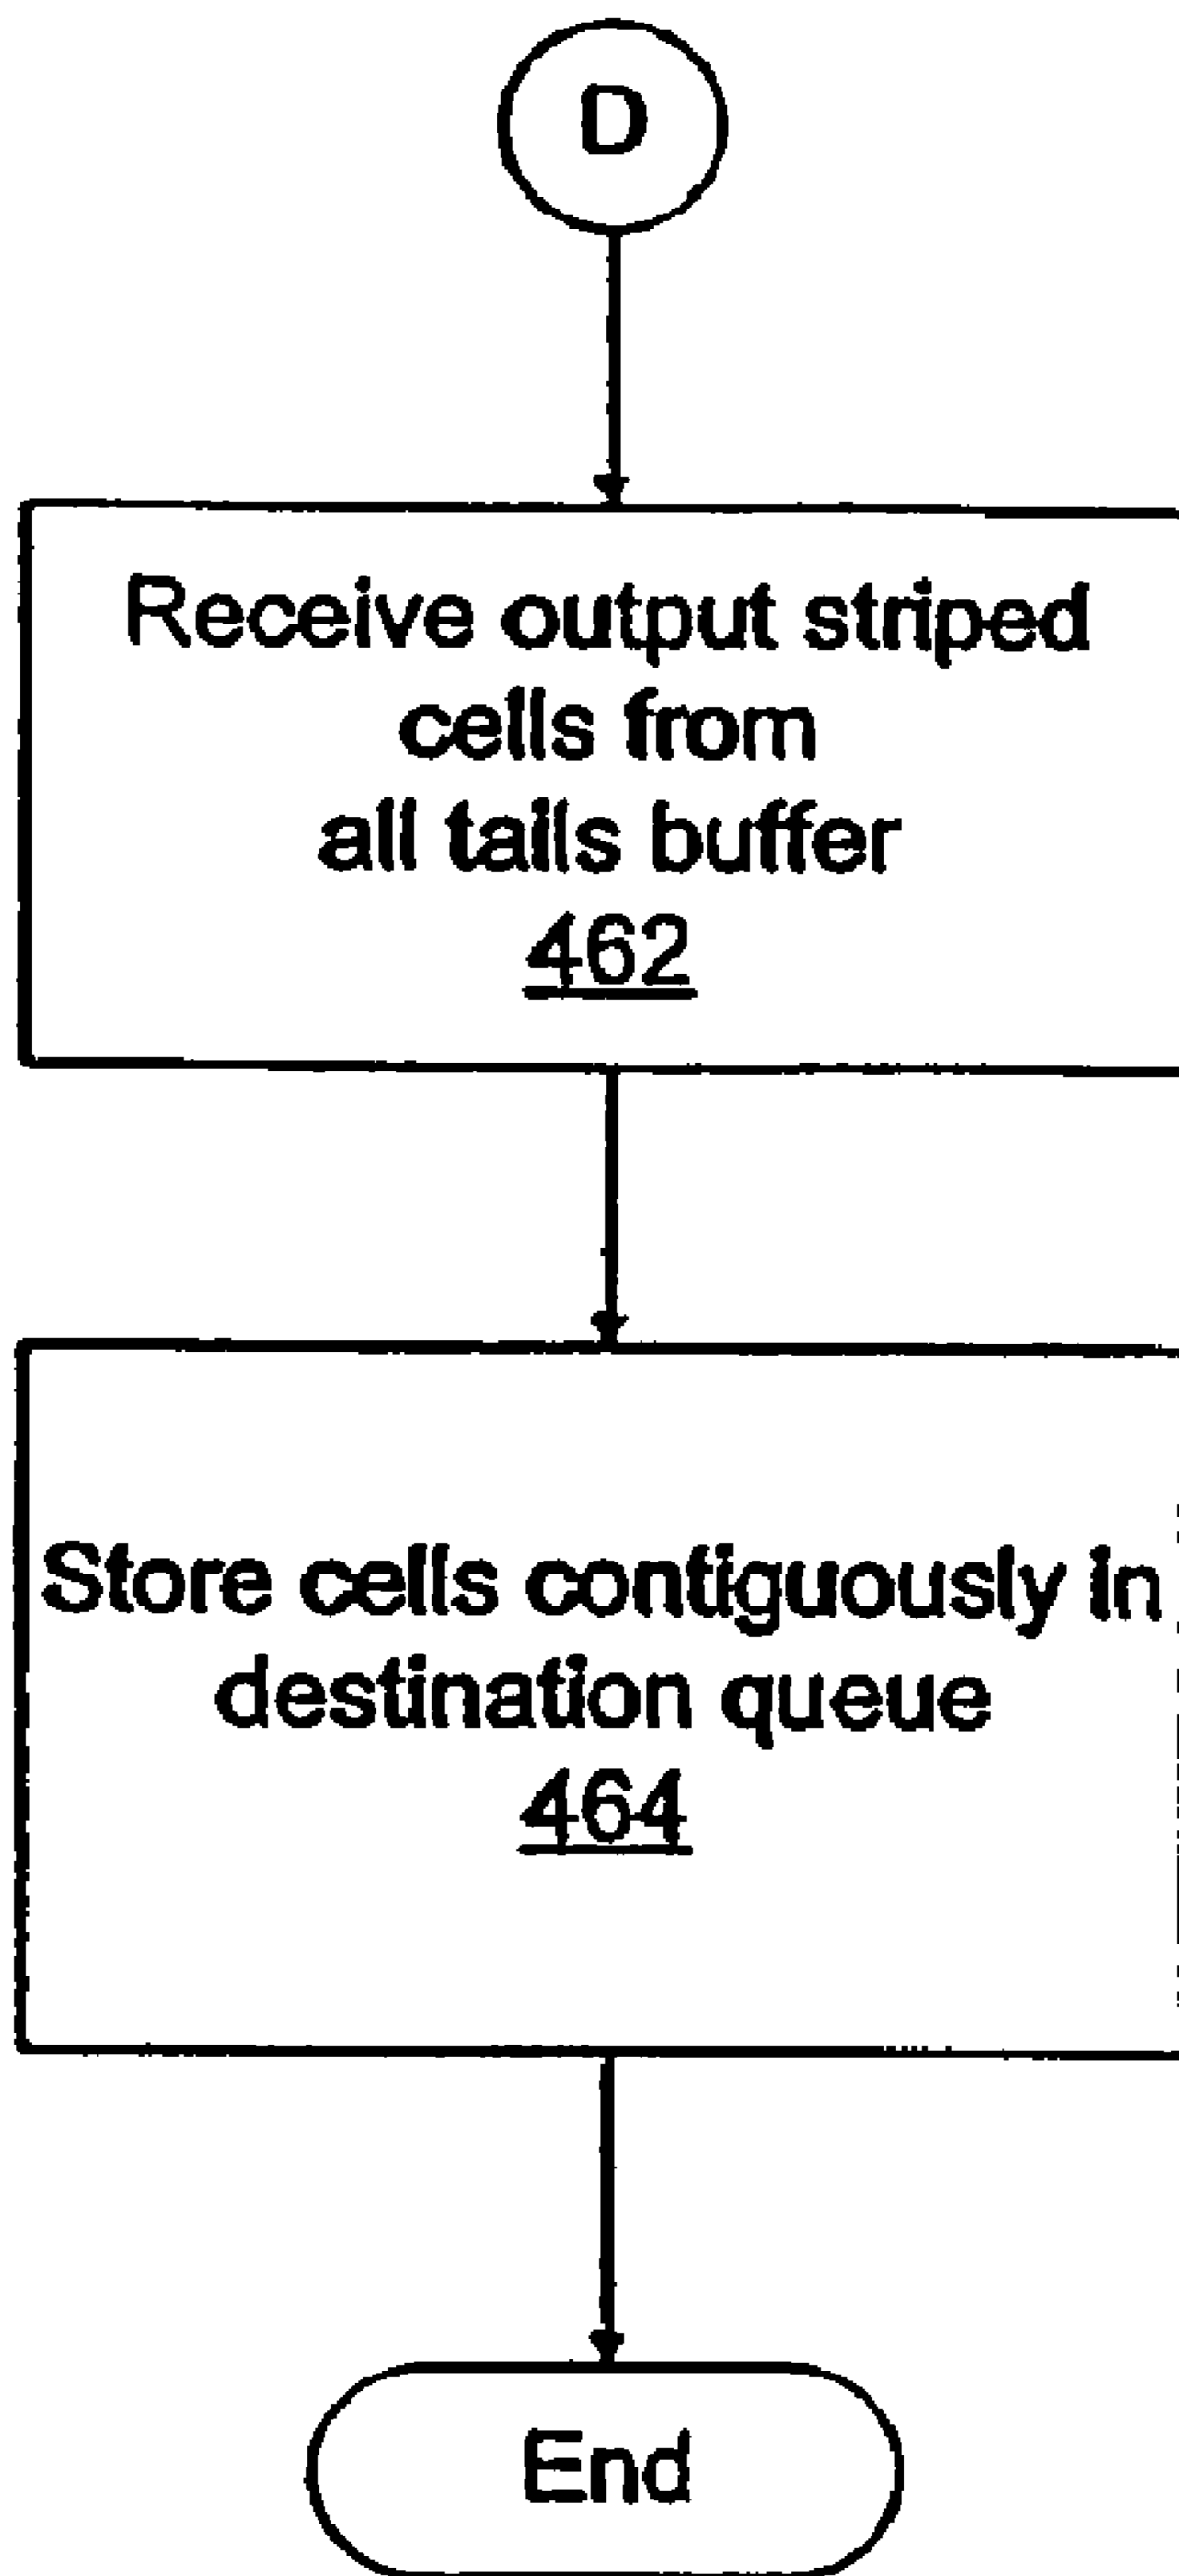 D
Receive output striped
cells from
all tails buffer
462
Store cells contiguously in
destination queue
464
End